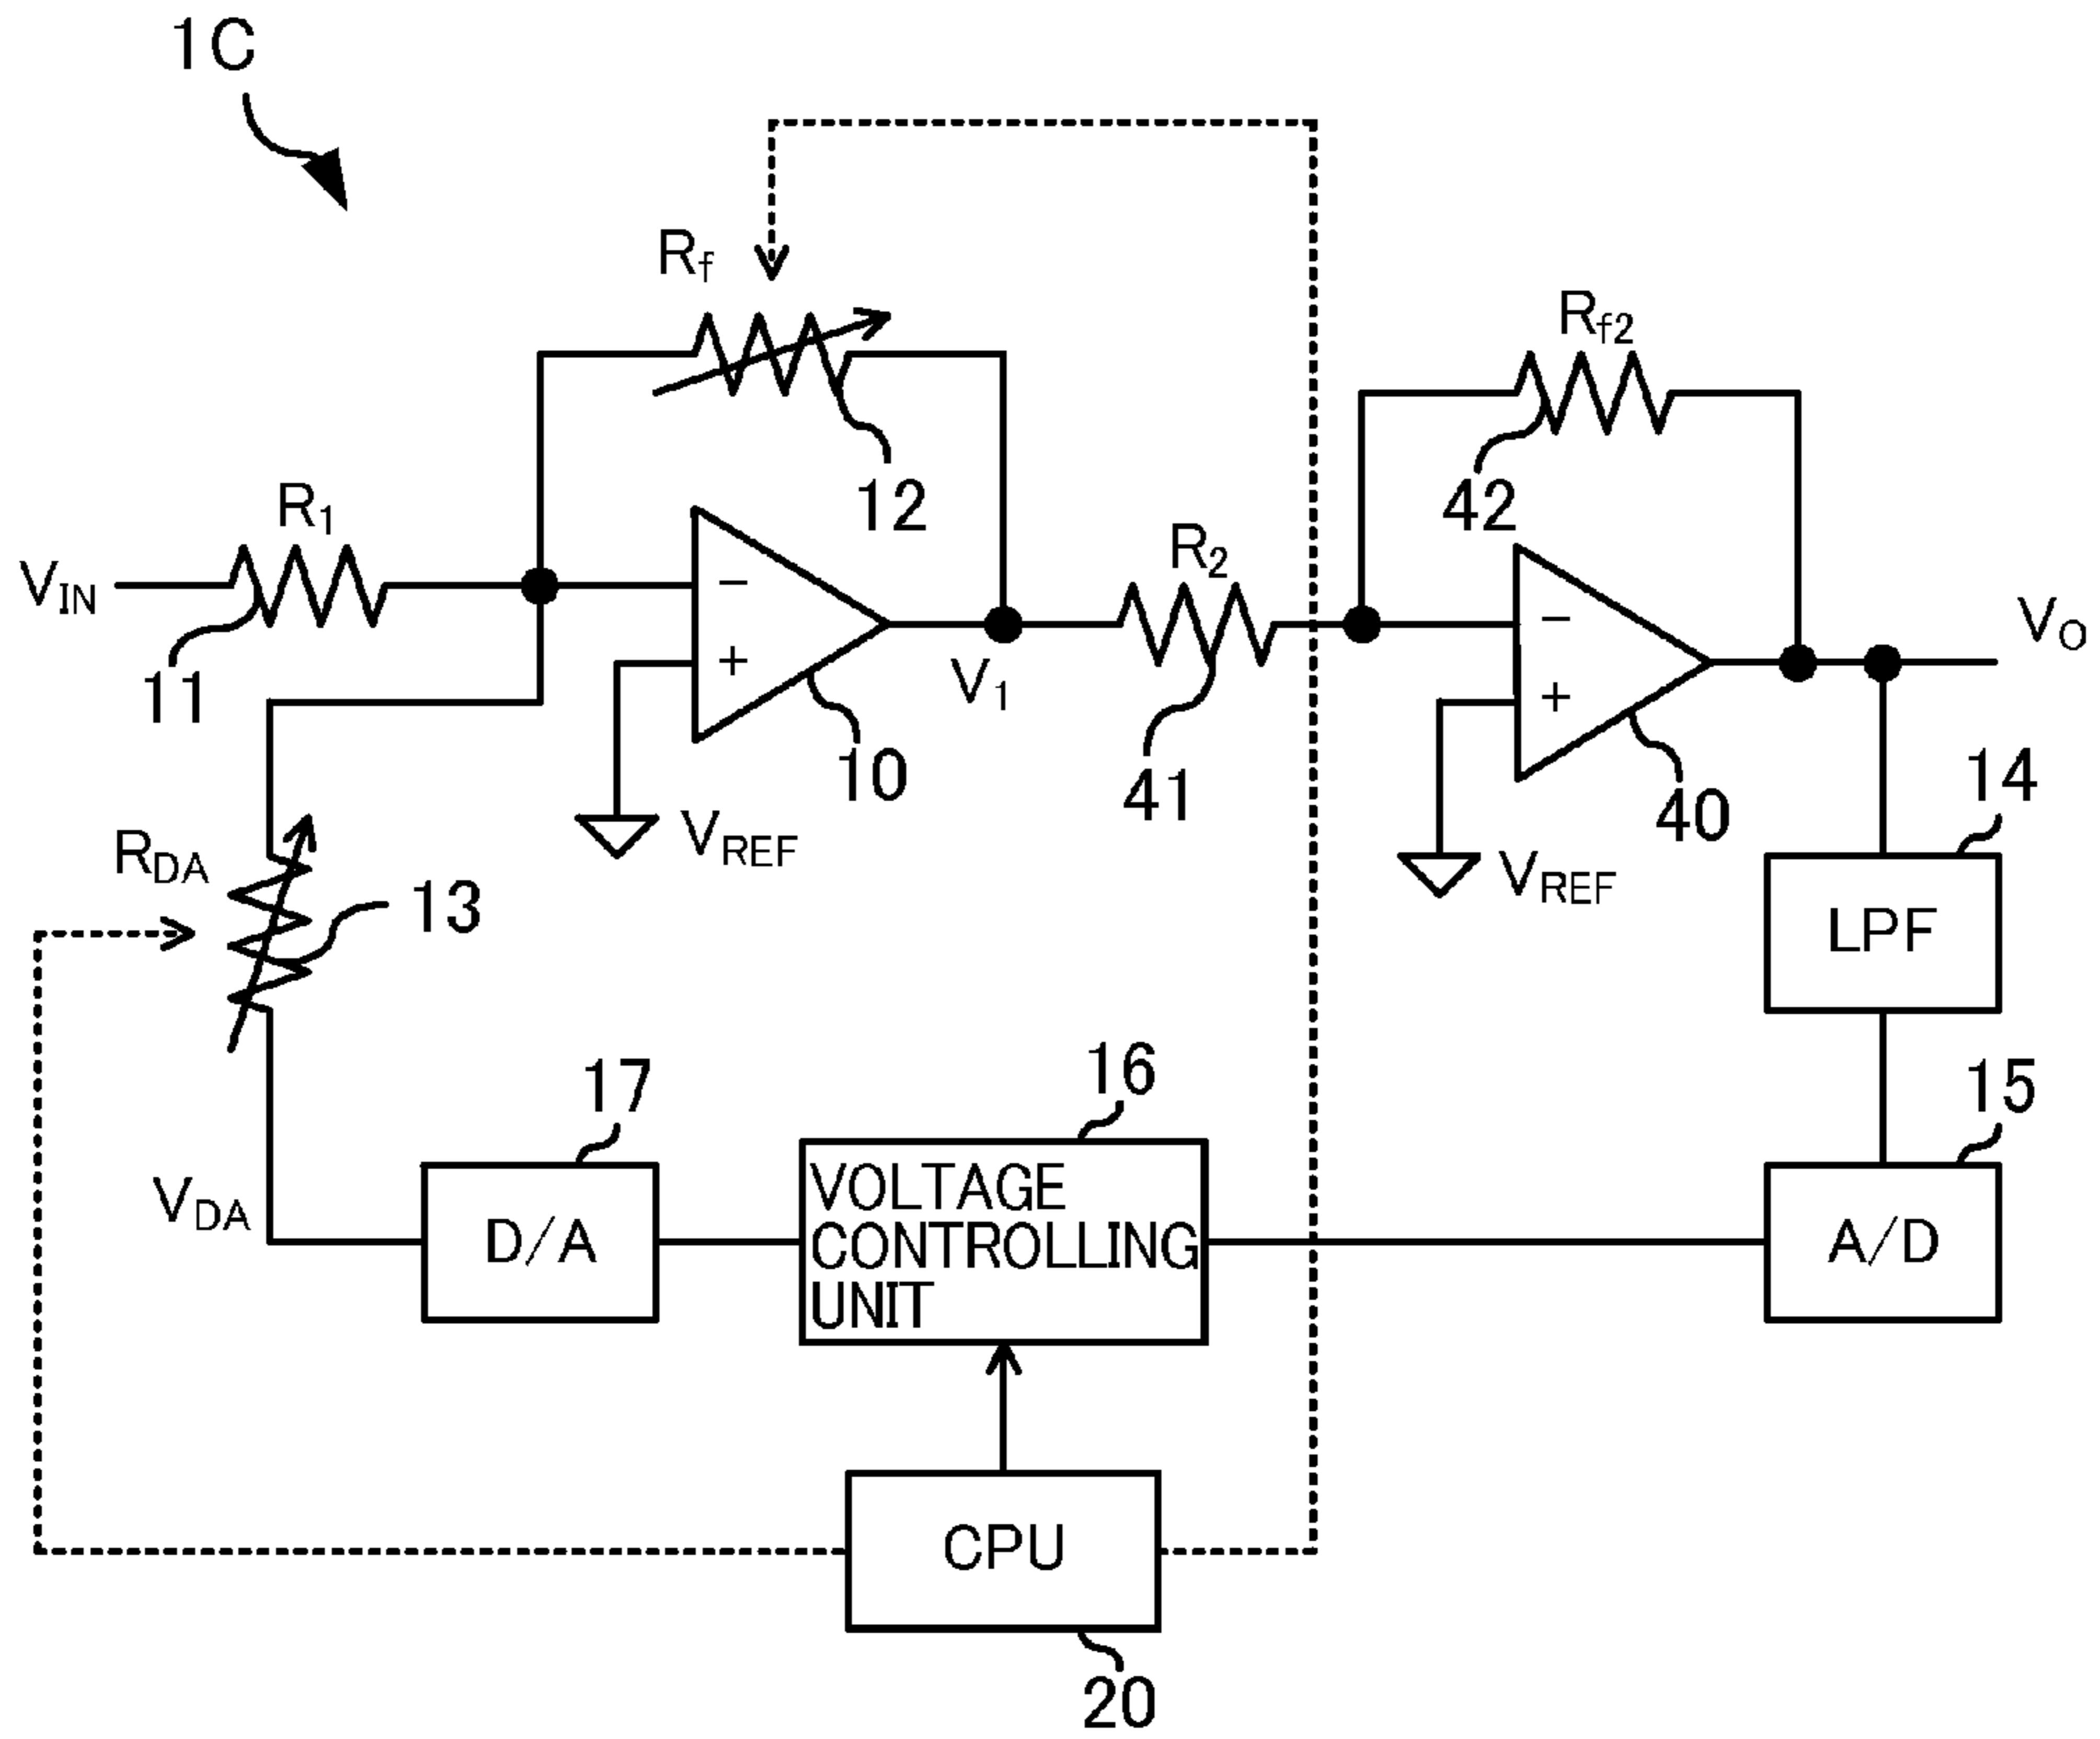 1C
Rf
Rf2
12
42
R1
R2
VIN
VO
11
V1
10
41
40
14
VREF
VREF
RDA
13
LPF
17
16
15
VDA
D/A
VOLTAGE
CONTROLLING
UNIT
A/D
CPU
20
−
+
−
+